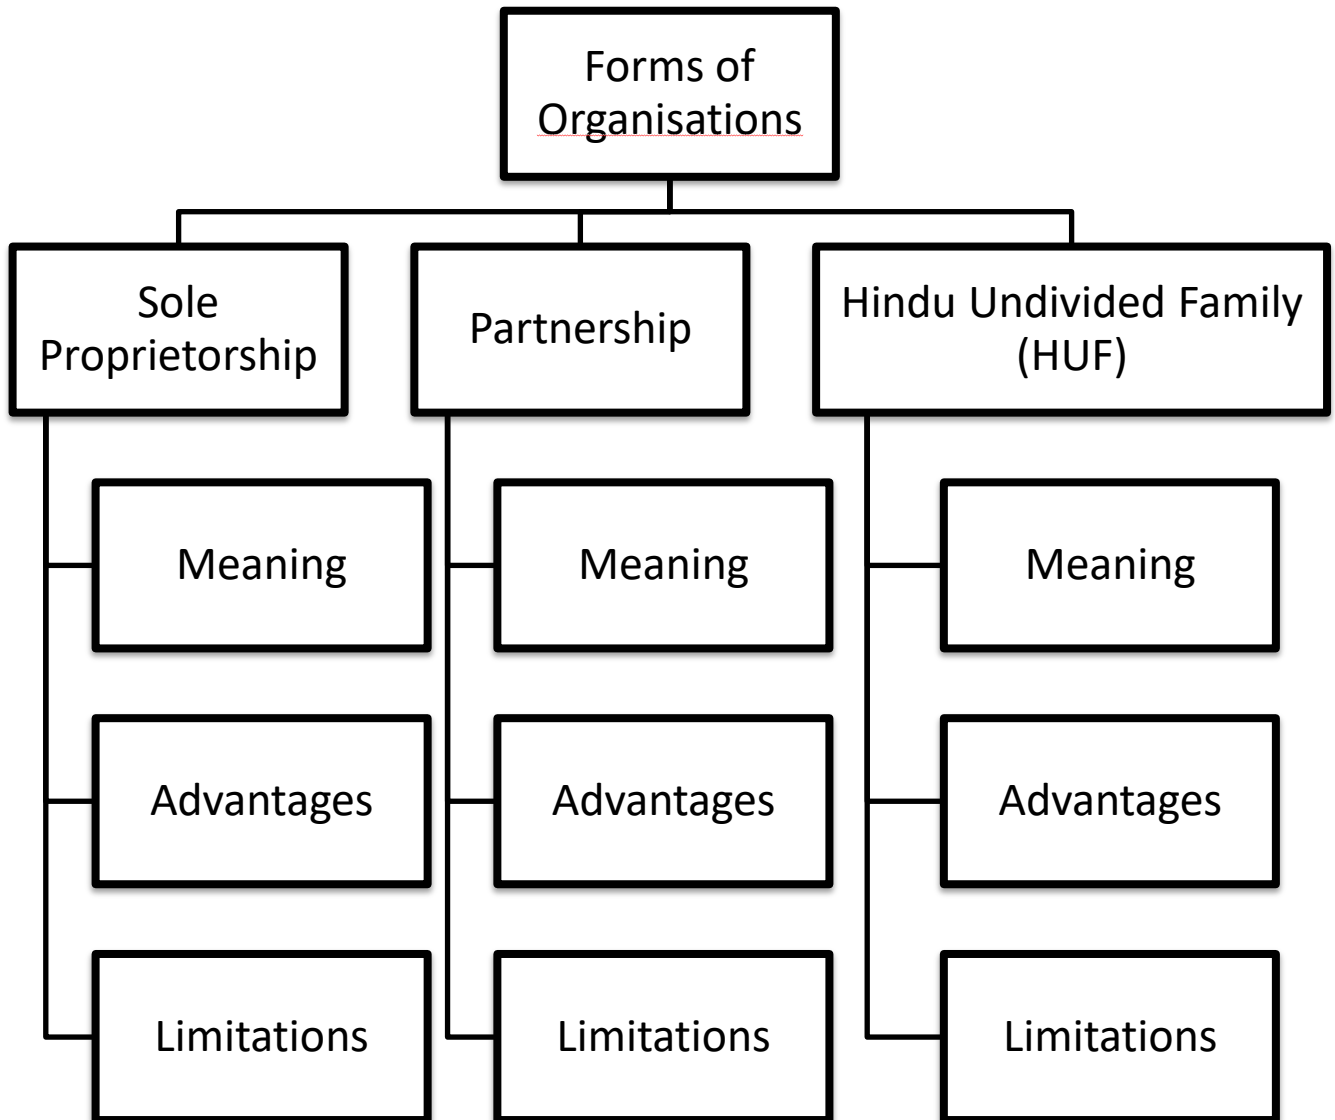 Forms of
Organisations
Sole
Proprietorship
Partnership
Hindu Undivided Family
(HUF)
Meaning
Meaning
Meaning
Advantages
Advantages
Advantages
Limitations
Limitations
Limitations